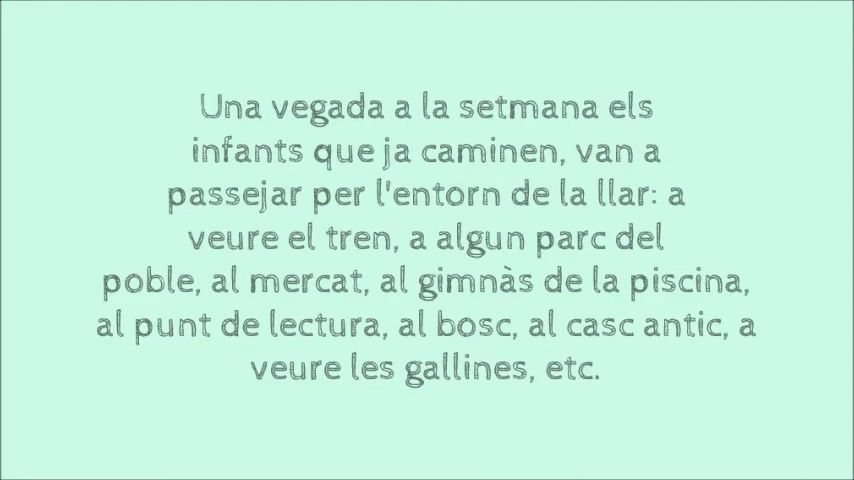 Una vegada a la setmana els
infants que ja caminen, van a
passejar per l'entorn de la llar: a
veure el tren, a algun parc del
poble, al mercat, al gimnàs de la piscina,
al punt de lectura, al bosc, al casc antic, a
veure les gallines, etc.